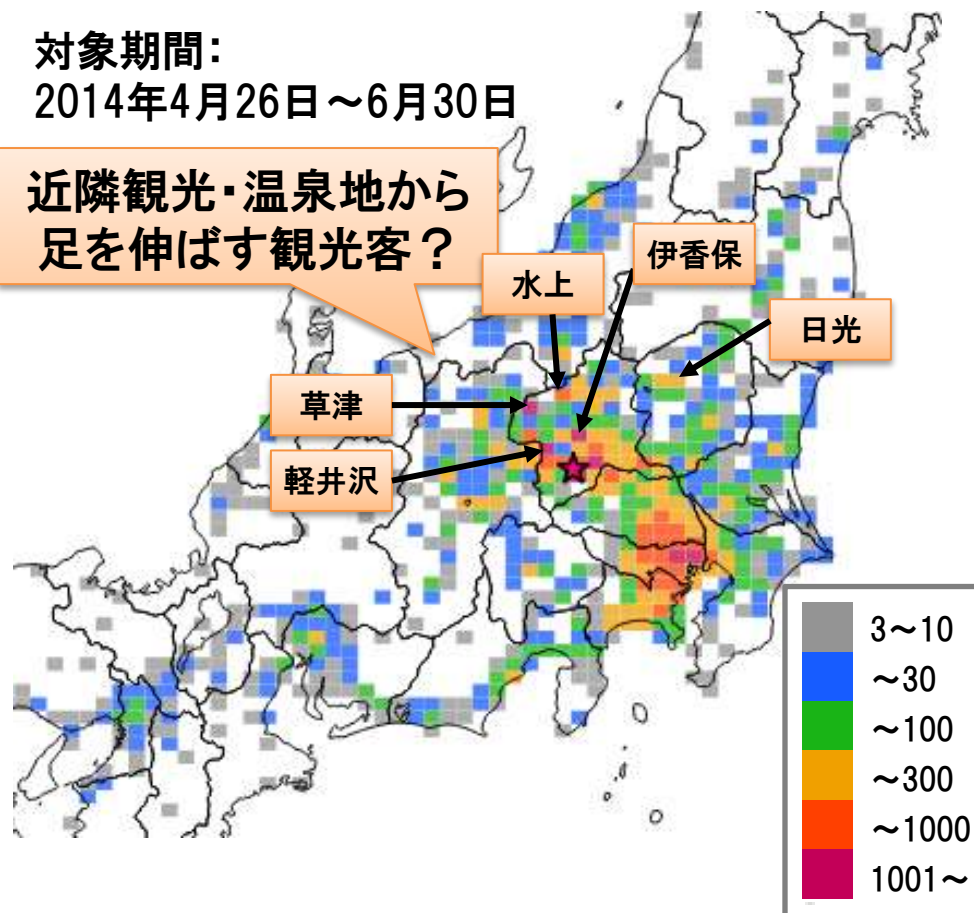 対象期間:
2014年4月26日~6月30日
近隣観光・温泉地から
足を伸ばす観光客?
伊香保
水上
日光
草津
軽井沢
3~10
~30
~100
~300
~1000
1001~